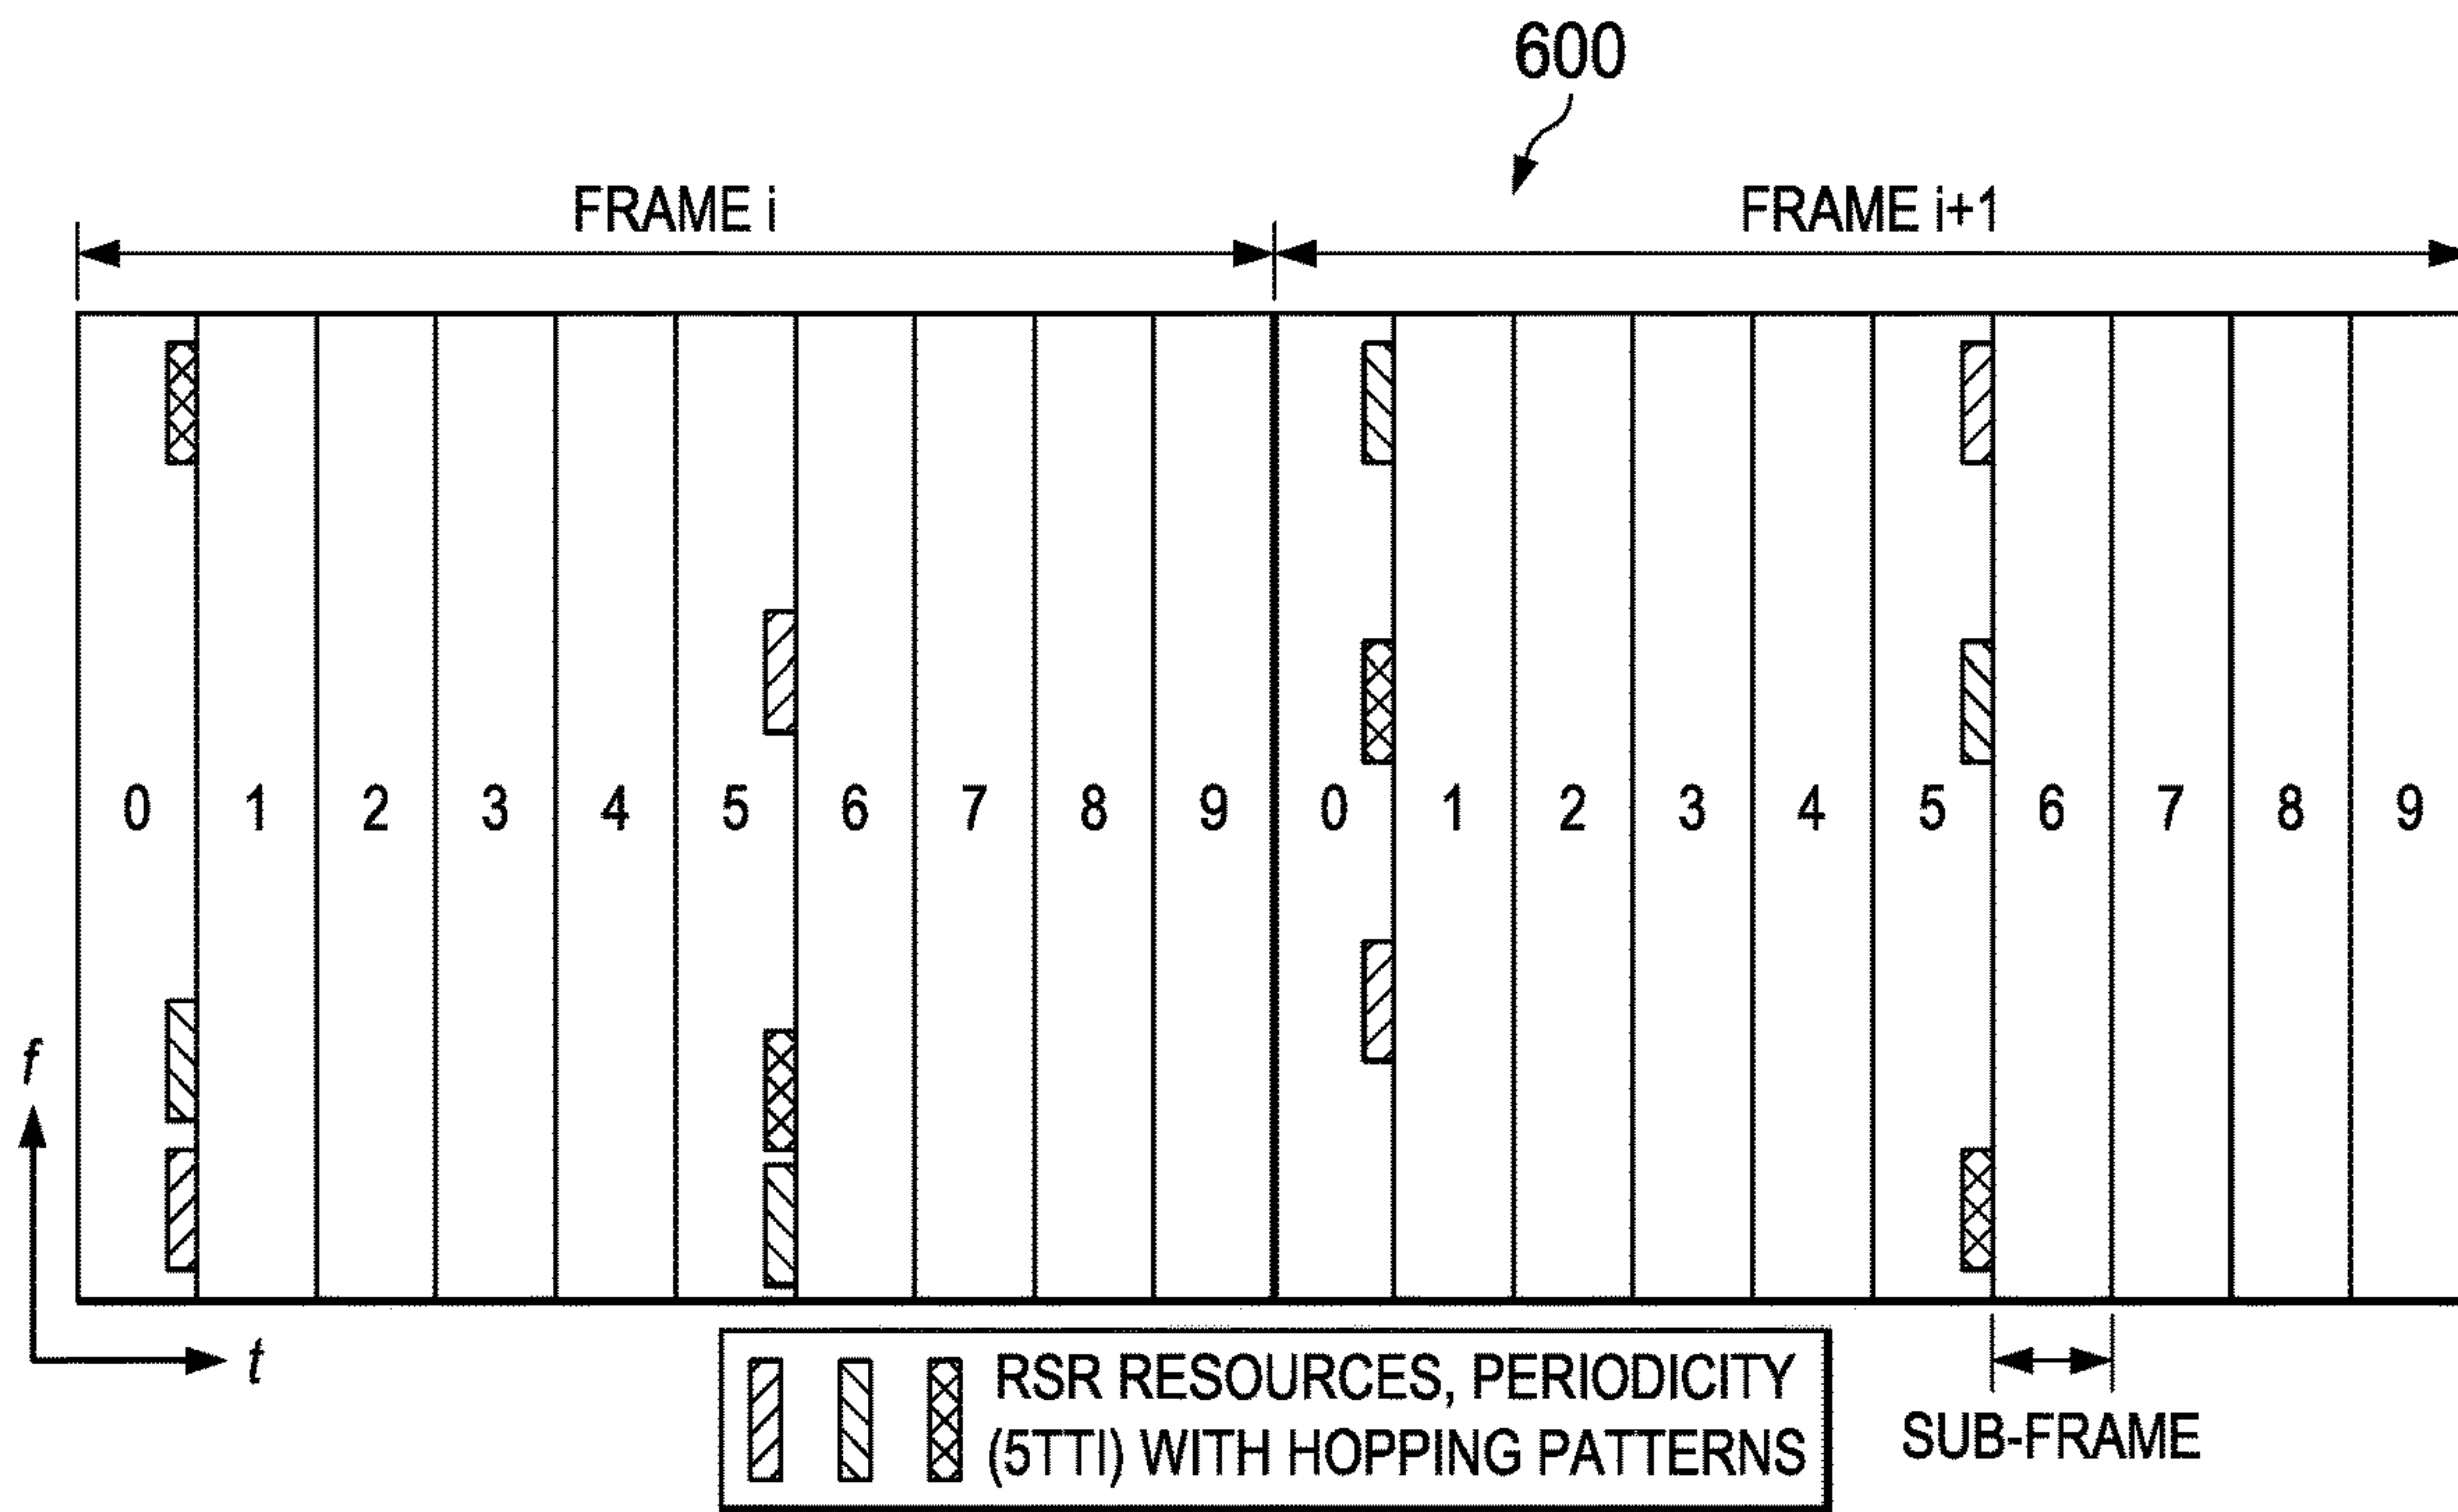 600
FRAME i FRAME i+1
0 1 2 3 4 5 6 7 8 9 0 1 2 3 4 5 6 7 8 9
f
t
RSR RESOURCES, PERIODICITY
(5TTI) WITH HOPPING PATTERNS
SUB-FRAME